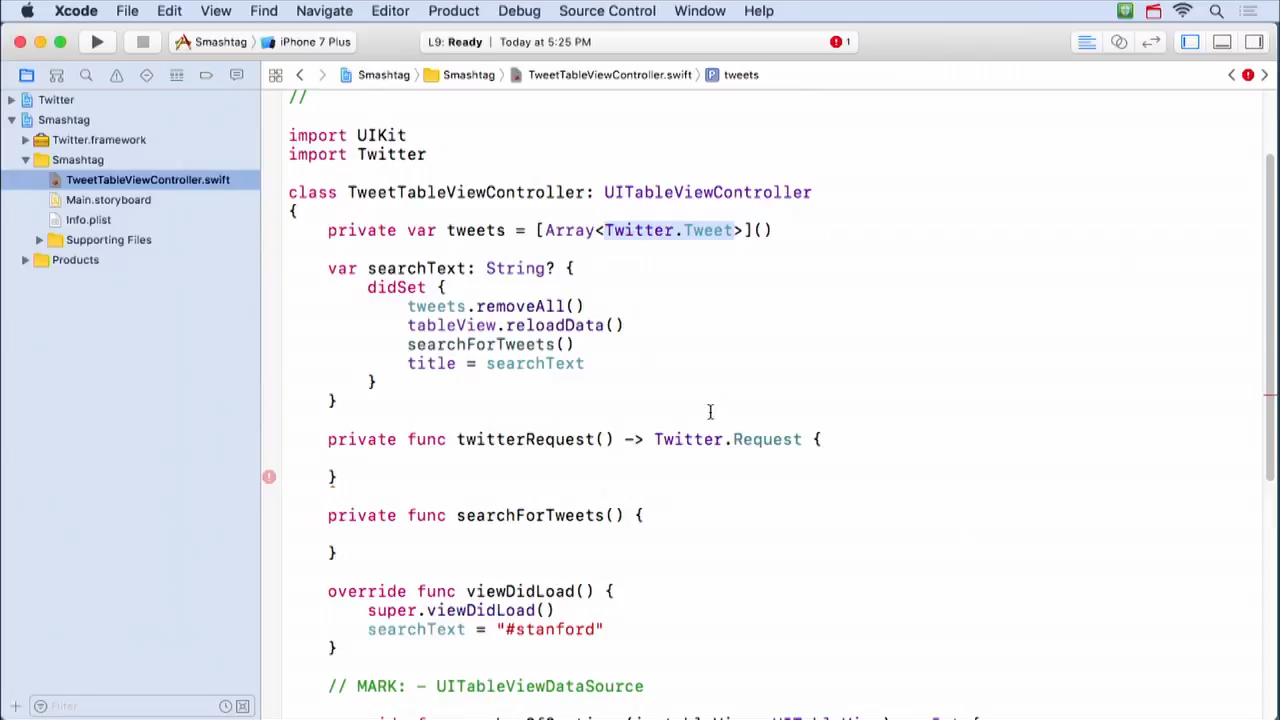 Xcode File Edit View Find Navigate Editor Product Debug Source Control Window Help
Smashtag iPhone 7 Plus L9: Ready | Today at 5:25 PM 1
Smashtag Smashtag TweetTableViewController.swift P tweets
Twitter
Smashtag
Twitter.framework
Smashtag
TweetTableViewController.swift
Main.storyboard
Info.plist
Supporting Files
Products
Filter
//
import UIKit
import Twitter
class TweetTableViewController: UITableViewController
{
private var tweets = [Array<Twitter.Tweet>]()
var searchText: String? {
didSet {
tweets.removeAll()
tableView.reloadData()
searchForTweets()
title = searchText
}
}
private func twitterRequest() -> Twitter.Request {
}
private func searchForTweets() {
}
override func viewDidLoad() {
super.viewDidLoad()
searchText = "#stanford"
}
// MARK: - UITableViewDataSource